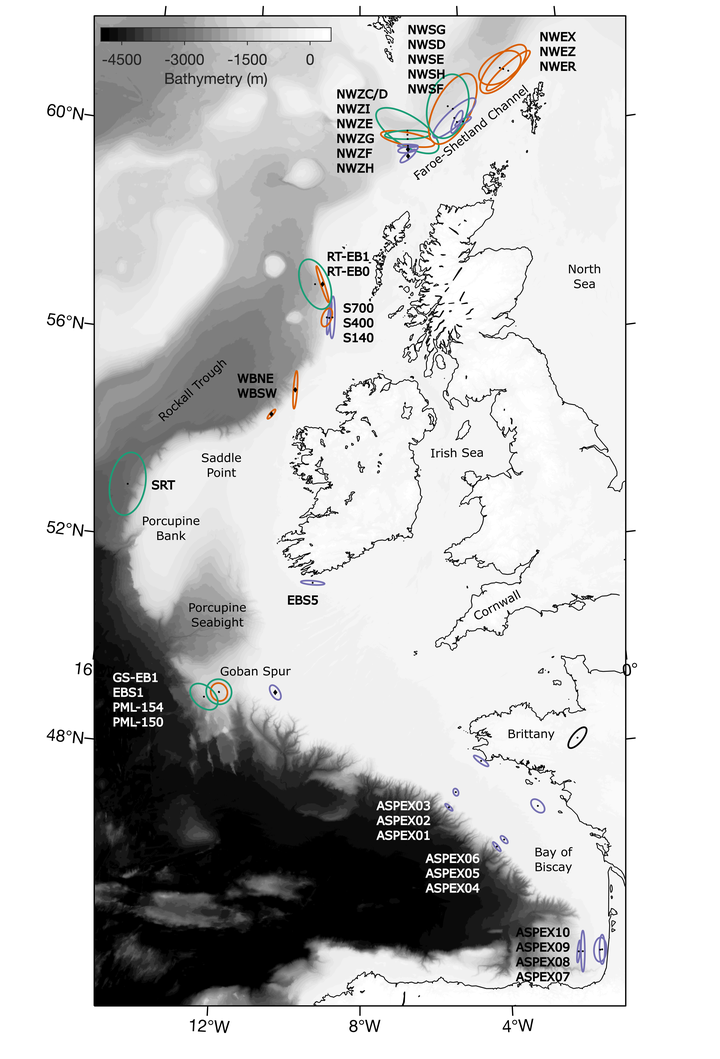 -4500
-3000
-1500
0
Bathymetry (m)
NWSG
NWSD
NWSE
NWSH
NWSF
NWEX
NWEZ
NWER
NWZC/D
NWZI
NWZE
NWZG
NWZF
NWZH
60°N
Faroe-Shetland Channel
RT-EB1
RT-EB0
North
Sea
S700
S400
S140
56°N
WBNE
WBSW
Rockall Trough
Saddle
Point
Irish Sea
SRT
Porcupine
Bank
52°N
EBS5
Cornwall
Porcupine
Seabight
16
0°
Goban Spur
GS-EB1
EBS1
PML-154
PML-150
48°N
Brittany
ASPEX03
ASPEX02
ASPEX01
ASPEX06
ASPEX05
ASPEX04
Bay of
Biscay
ASPEX10
ASPEX09
ASPEX08
ASPEX07
12°W
8°W
4°W